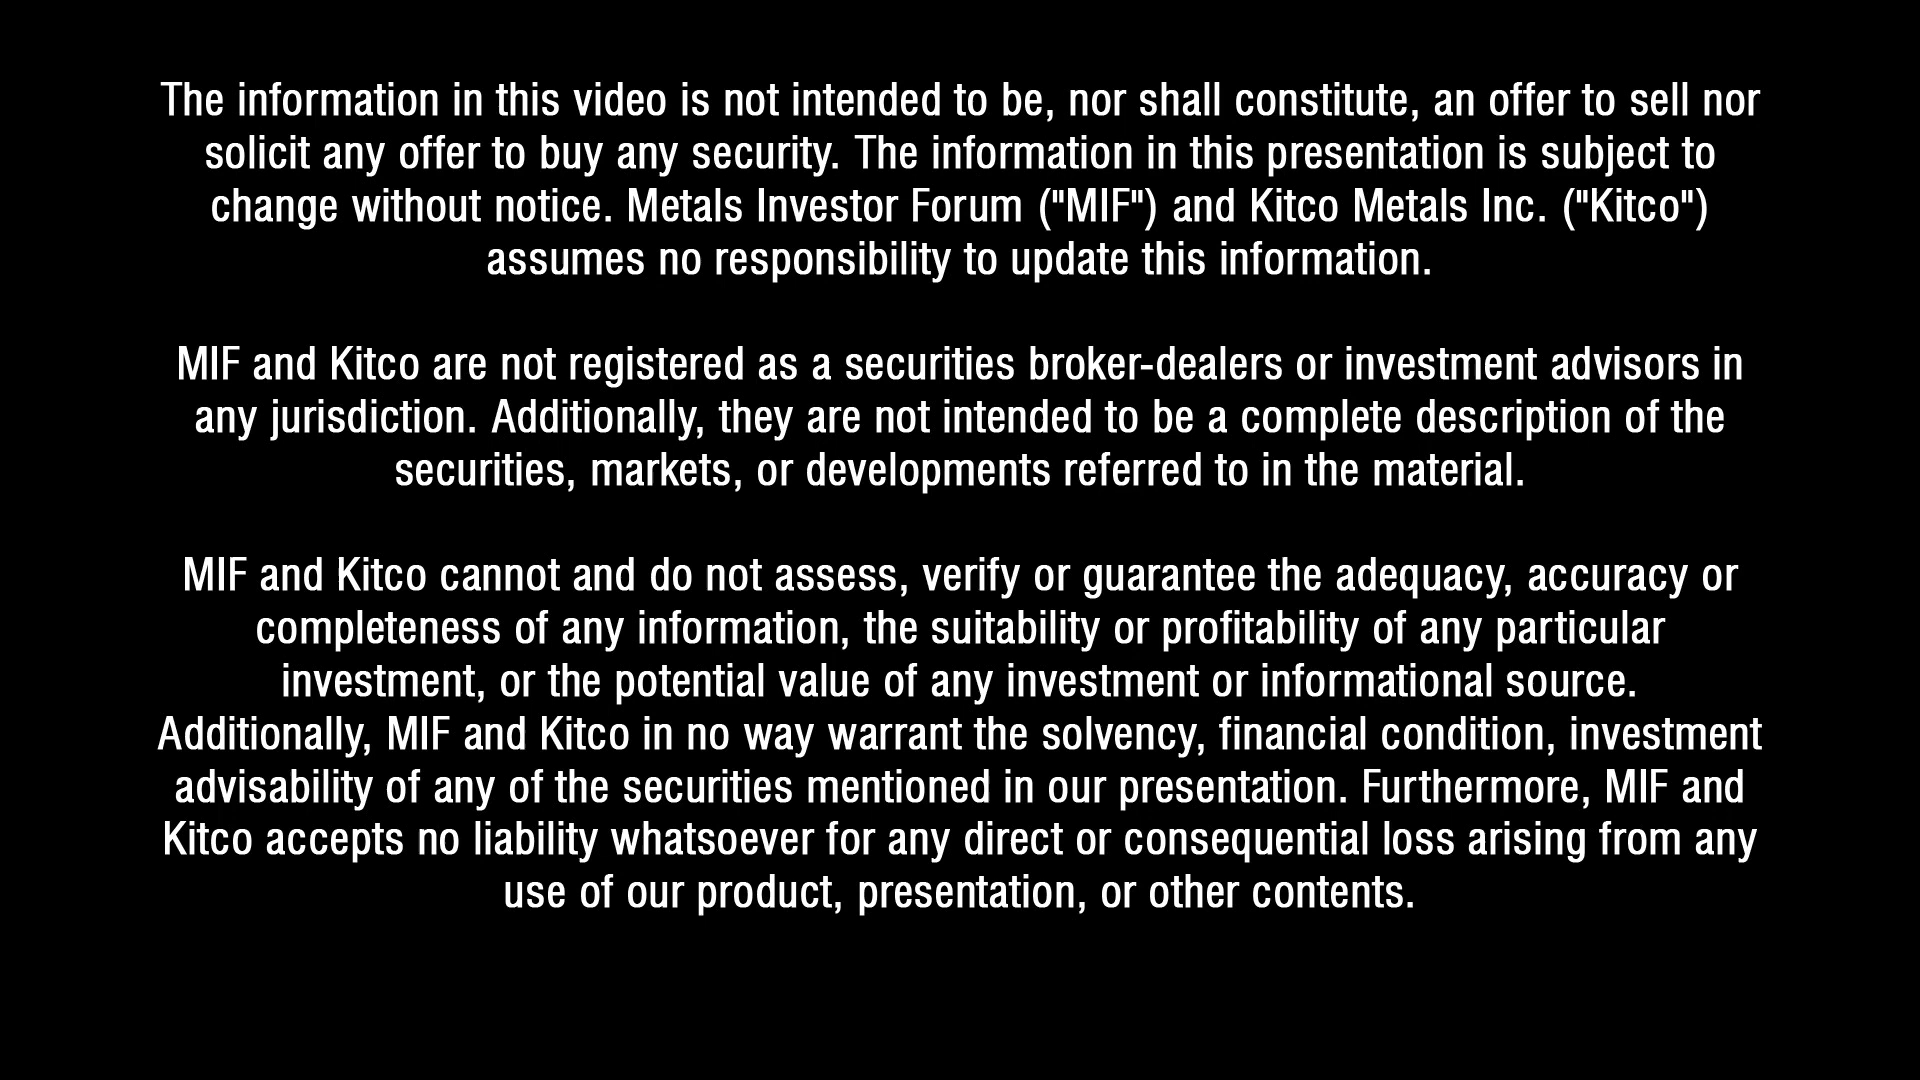 The information in this video is not intended to be, nor shall constitute, an offer to sell nor
solicit any offer to buy any security. The information in this presentation is subject to
change without notice. Metals Investor Forum ("MIF") and Kitco Metals Inc. ("Kitco")
assumes no responsibility to update this information.
MIF and Kitco are not registered as a securities broker-dealers or investment advisors in
any jurisdiction. Additionally, they are not intended to be a complete description of the
securities, markets, or developments referred to in the material.
MIF and Kitco cannot and do not assess, verify or guarantee the adequacy, accuracy or
completeness of any information, the suitability or profitability of any particular
investment, or the potential value of any investment or informational source.
Additionally, MIF and Kitco in no way warrant the solvency, financial condition, investment
advisability of any of the securities mentioned in our presentation. Furthermore, MIF and
Kitco accepts no liability whatsoever for any direct or consequential loss arising from any
use of our product, presentation, or other contents.